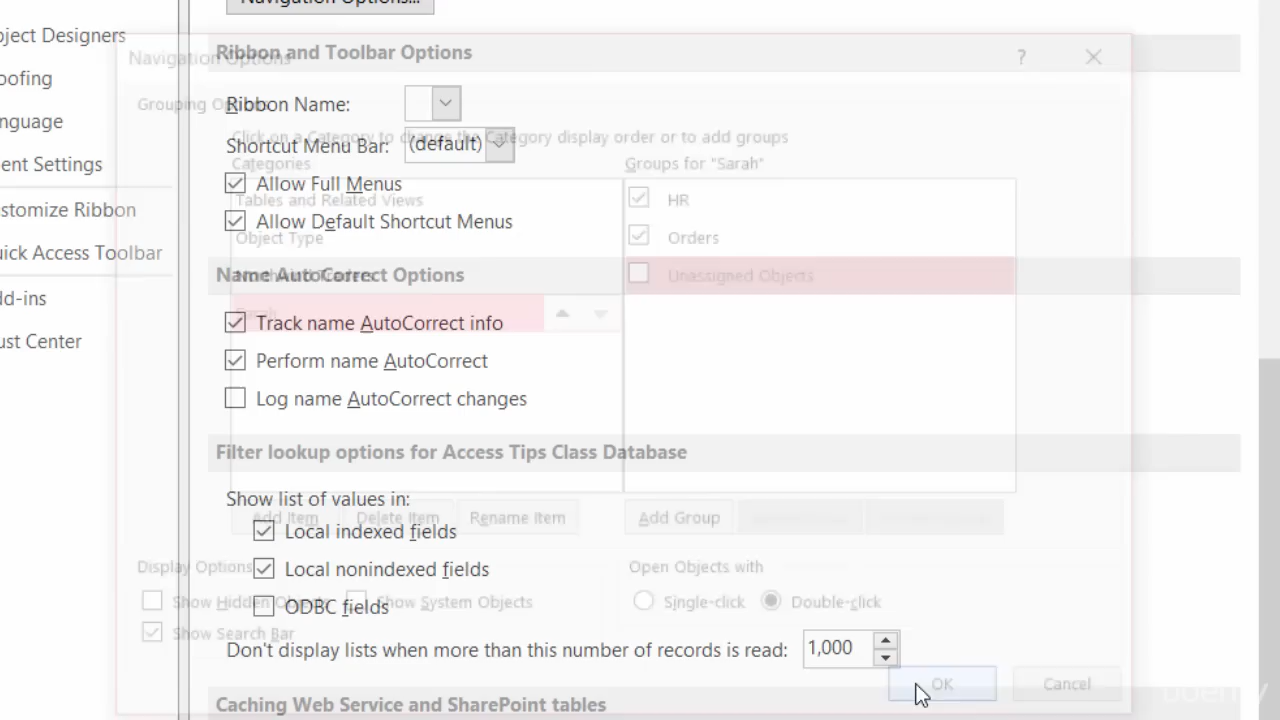 Navigation Options...
ject Designers
oofing
nguage
ent Settings
stomize Ribbon
uick Access Toolbar
dd-ins
ust Center
Ribbon and Toolbar Options
Ribbon Name:
Shortcut Menu Bar: (default)
Allow Full Menus
Allow Default Shortcut Menus
Name AutoCorrect Options
Track name AutoCorrect info
Perform name AutoCorrect
Log name AutoCorrect changes
Filter lookup options for Access Tips Class Database
Show list of values in:
Local indexed fields
Local nonindexed fields
ODBC fields
Don't display lists when more than this number of records is read: 1,000
Caching Web Service and SharePoint tables
Navigation Options
?
Grouping Options
Click on a Category to change the Category display order or to add groups
Categories
Groups for "Sarah"
Tables and Related Views
Object Type
HR
Orders
Unassigned Objects
Add Item
Delete Item
Rename Item
Add Group
Display Options
Show Hidden Objects
Show System Objects
Show Search Bar
Open Objects with
Single-click
Double-click
OK
Cancel